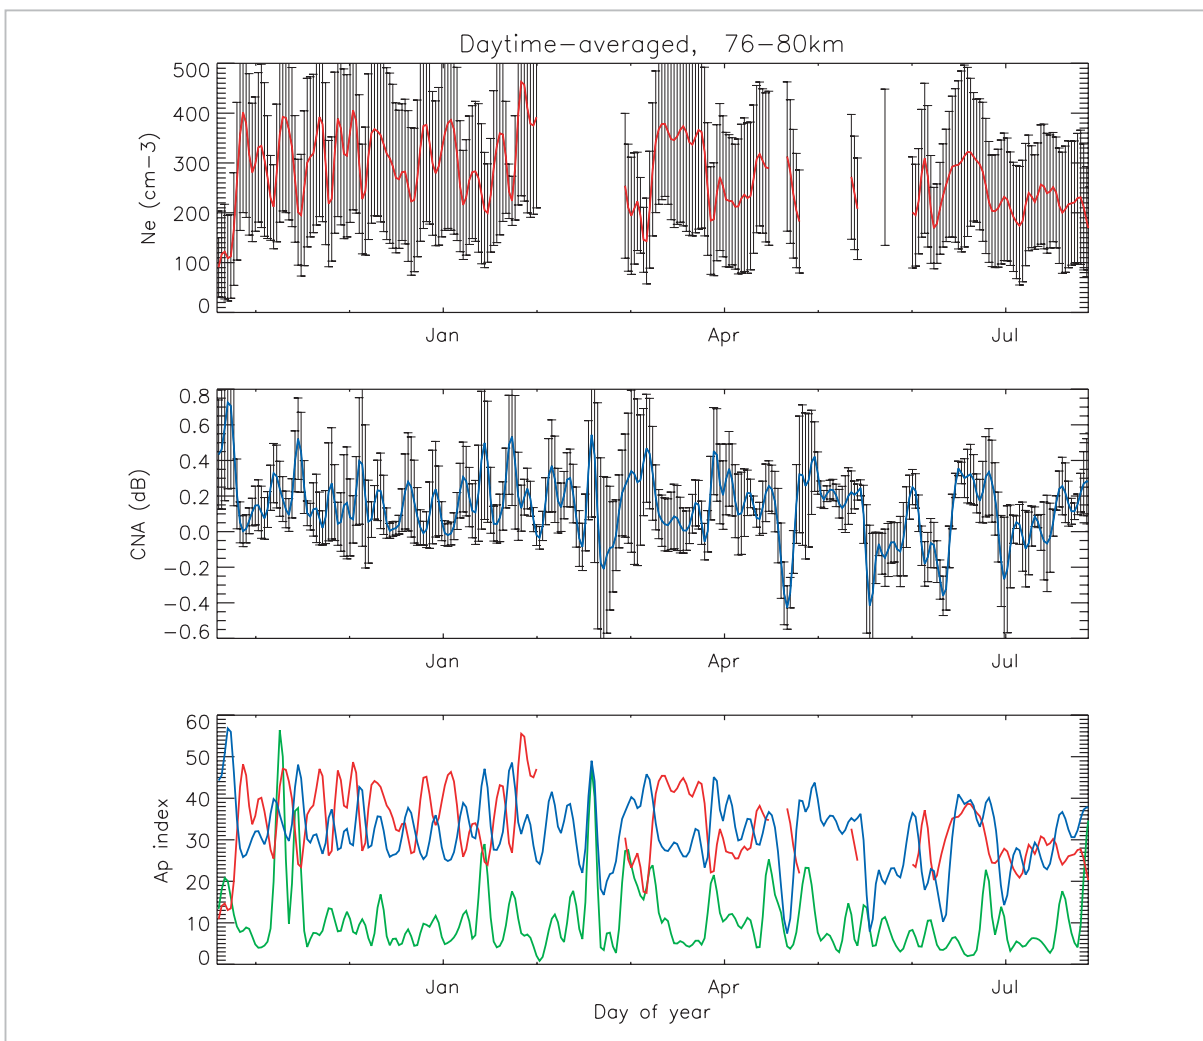 Daytime−averaged, 76−80km
Ne (cm−3)
500
400
300
200
100
0
Jan Apr Jul
CNA (dB)
0.8
0.6
0.4
0.2
0.0
−0.2
−0.4
−0.6
Jan Apr Jul
Ap index
60
50
40
30
20
10
0
Jan Apr Jul
Day of year